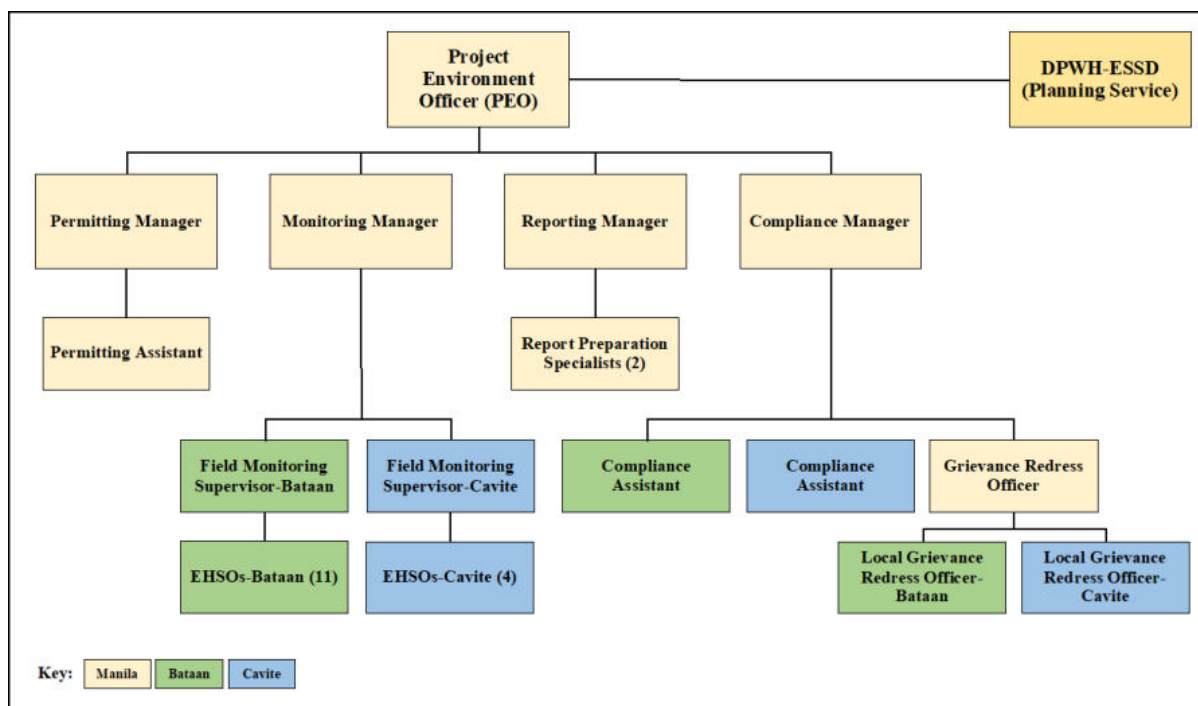 Project
Environment
Officer (PEO)
DPWH-ESSD
(Planning Service)
Permitting Manager
Monitoring Manager
Reporting Manager
Compliance Manager
Permitting Assistant
Report Preparation
Specialists (2)
Field Monitoring
Supervisor-Bataan
Field Monitoring
Supervisor-Cavite
Compliance
Assistant
Compliance
Assistant
Grievance Redress
Officer
EHSOs-Bataan (11)
EHSOs-Cavite (4)
Local Grievance
Redress Officer-
Bataan
Local Grievance
Redress Officer-
Cavite
Key:
Manila
Bataan
Cavite